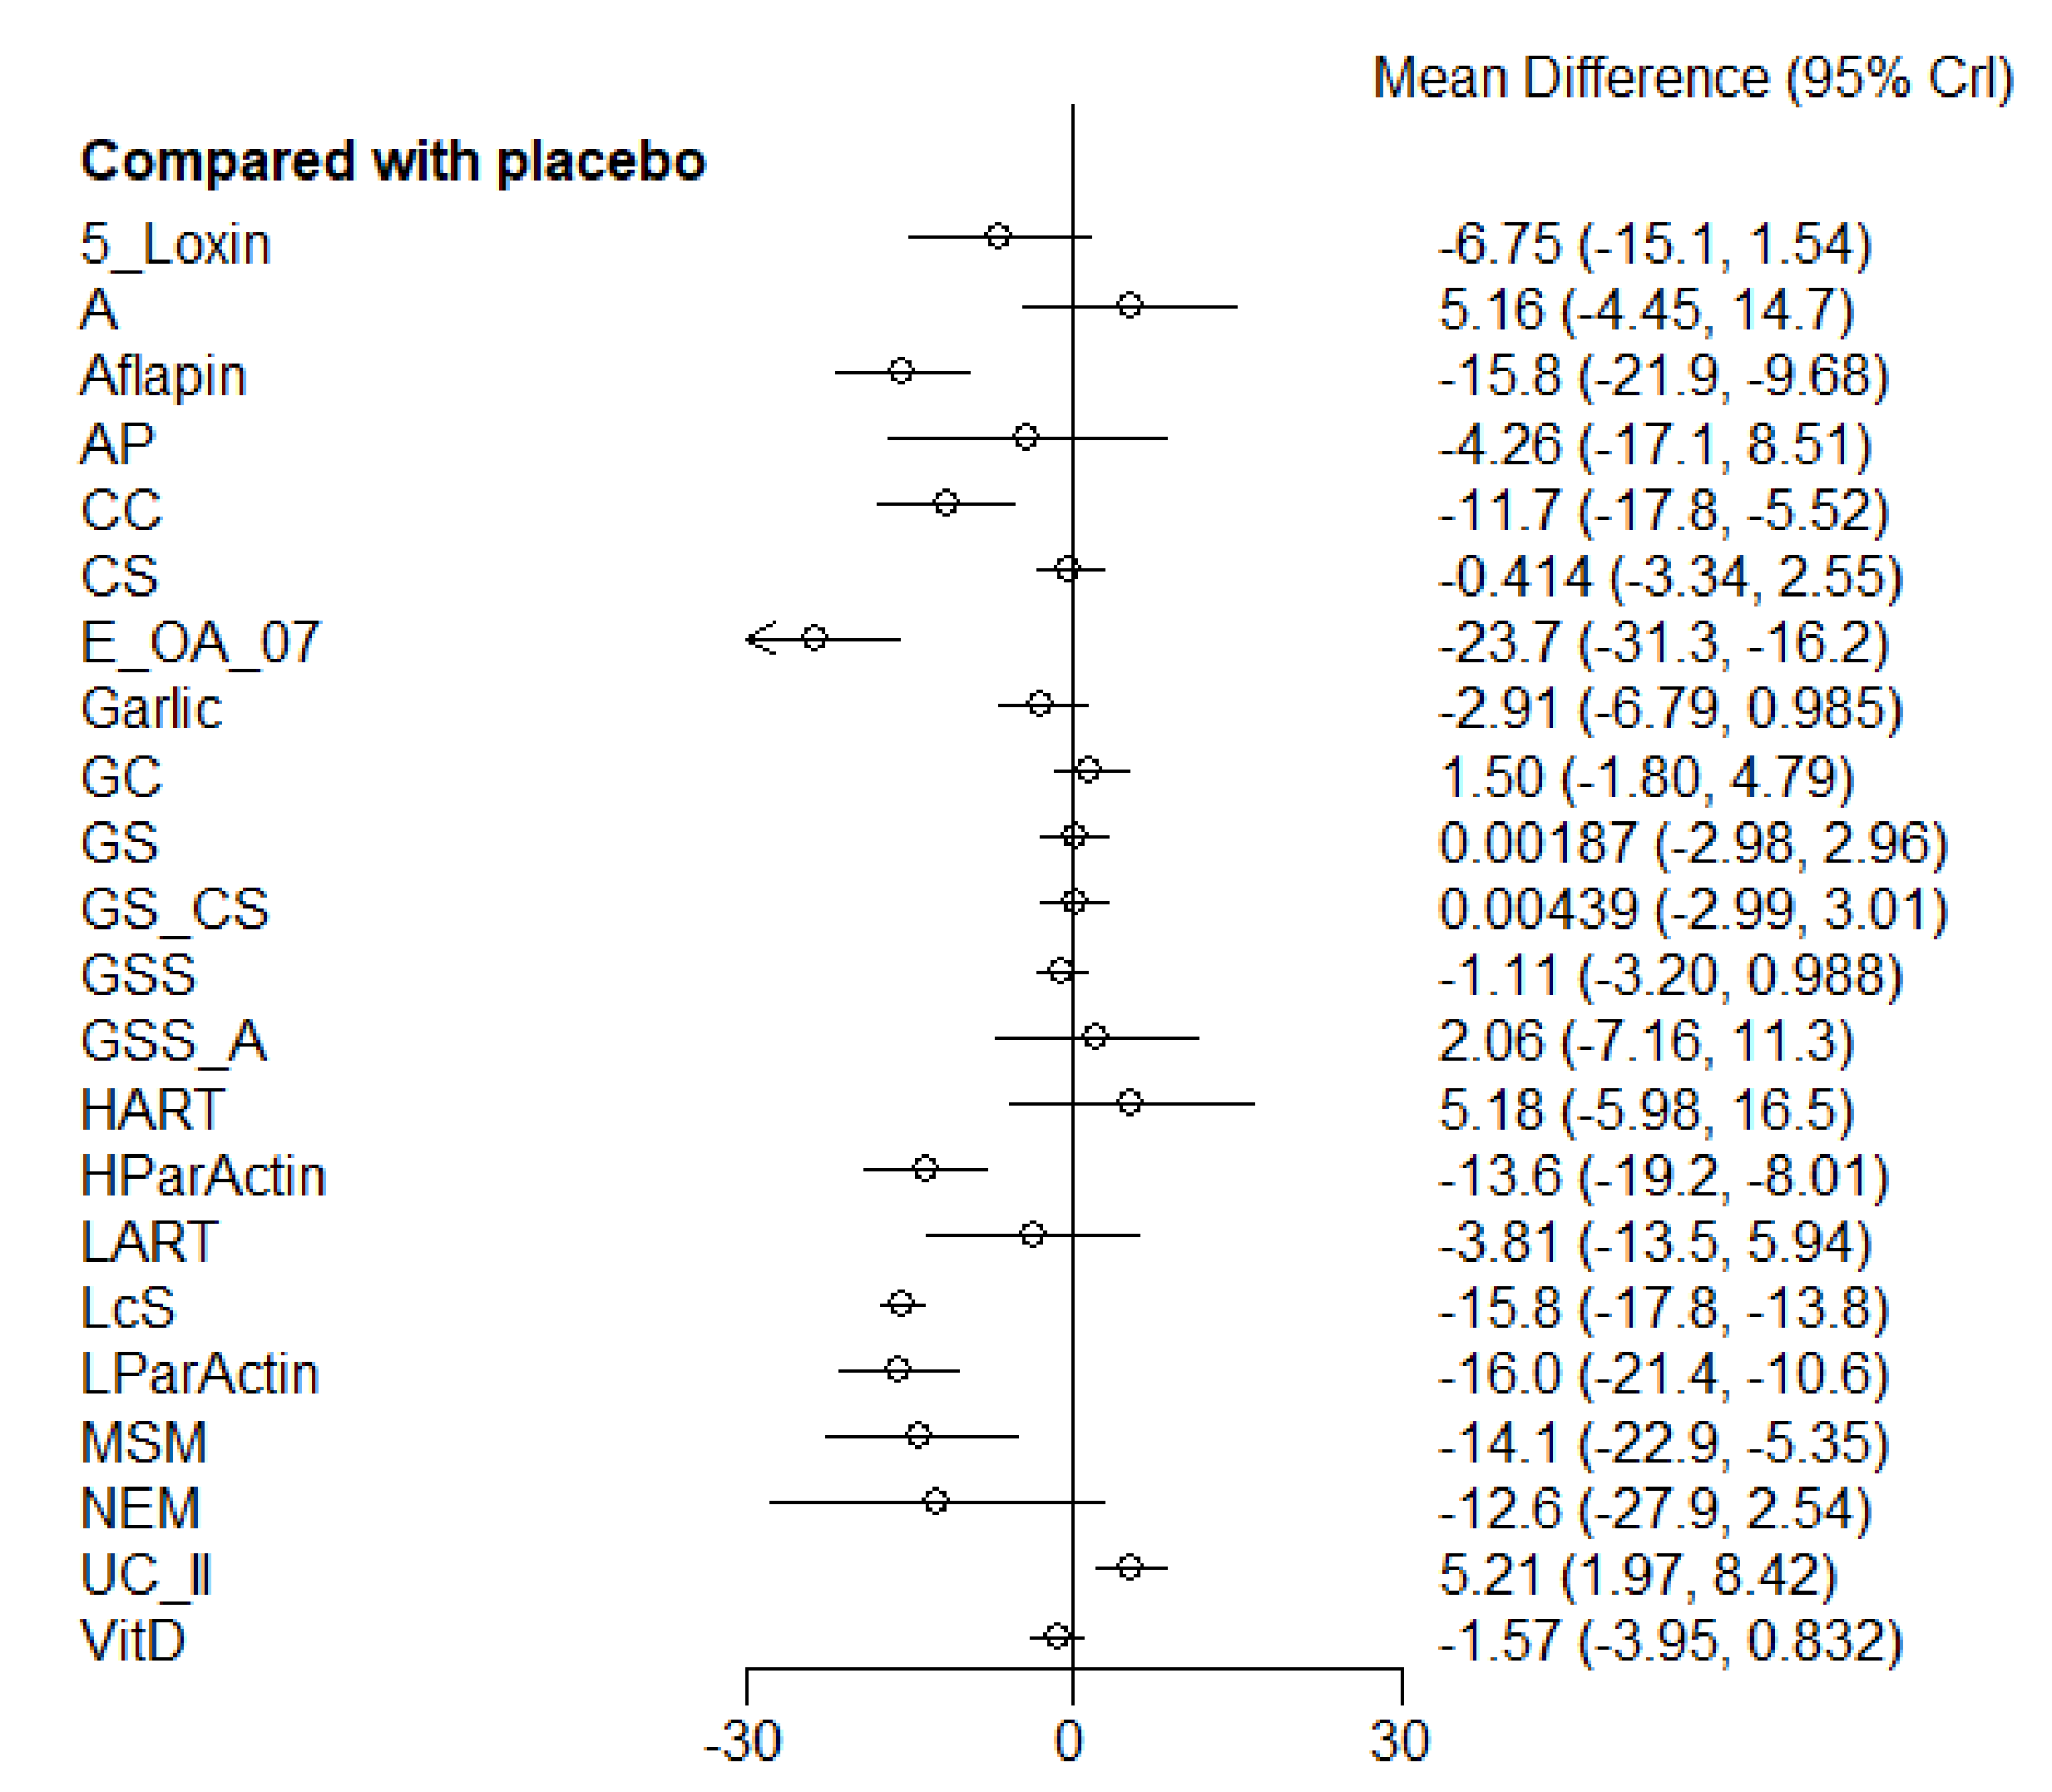 Mean Difference (95% CrI)
Compared with placebo
5_Loxin -6.75 (-15.1, 1.54)
A 5.16 (-4.45, 14.7)
Aflapin -15.8 (-21.9, -9.68)
AP -4.26 (-17.1, 8.51)
CC -11.7 (-17.8, -5.52)
CS -0.414 (-3.34, 2.55)
E_OA_07 -23.7 (-31.3, -16.2)
Garlic -2.91 (-6.79, 0.985)
GC 1.50 (-1.80, 4.79)
GS 0.00187 (-2.98, 2.96)
GS_CS 0.00439 (-2.99, 3.01)
GSS -1.11 (-3.20, 0.988)
GSS_A 2.06 (-7.16, 11.3)
HART 5.18 (-5.98, 16.5)
HParActin -13.6 (-19.2, -8.01)
LART -3.81 (-13.5, 5.94)
LcS -15.8 (-17.8, -13.8)
LParActin -16.0 (-21.4, -10.6)
MSM -14.1 (-22.9, -5.35)
NEM -12.6 (-27.9, 2.54)
UC_II 5.21 (1.97, 8.42)
VitD -1.57 (-3.95, 0.832)
-30 0 30